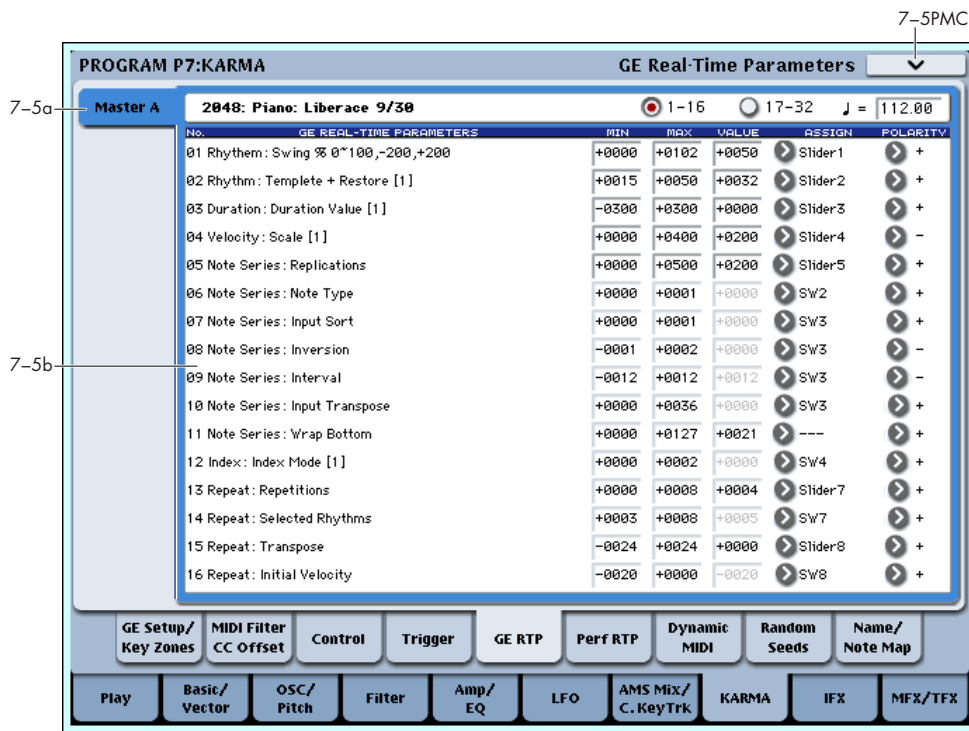 7–5PMC
PROGRAM P7:KARMA GE Real-Time Parameters
7–5a
Master A 2048: Piano: Liberace 9/30 1-16 17-32 ♩ = 112.00
No. GE REAL-TIME PARAMETERS MIN MAX VALUE ASSIGN POLARITY
01 Rhythem: Swing % 0~100,-200,+200 +0000 +0102 +0050 Slider1 +
02 Rhythm: Templete + Restore [1] +0015 +0050 +0032 Slider2 +
03 Duration: Duration Value [1] -0300 +0300 +0000 Slider3 +
04 Velocity: Scale [1] +0000 +0400 +0200 Slider4 -
05 Note Series: Replications +0000 +0500 +0200 Slider5 +
06 Note Series: Note Type +0000 +0001 +0000 SW2 +
07 Note Series: Input Sort +0000 +0001 +0000 SW3 +
7–5b
08 Note Series: Inversion -0001 +0002 +0000 SW3 -
09 Note Series: Interval -0012 +0012 +0012 SW3 -
10 Note Series: Input Transpose +0000 +0036 +0000 SW3 +
11 Note Series: Wrap Bottom +0000 +0127 +0021 --- +
12 Index: Index Mode [1] +0000 +0002 +0000 SW4 +
13 Repeat: Repetitions +0000 +0008 +0004 Slider7 +
14 Repeat: Selected Rhythms +0003 +0008 +0005 SW7 +
15 Repeat: Transpose -0024 +0024 +0000 Slider8 +
16 Repeat: Initial Velocity -0020 +0000 -0020 SW8 +
GE Setup/ MIDI Filter Control Trigger GE RTP Perf RTP Dynamic Random Name/
Key Zones CC Offset MIDI Seeds Note Map
Play Basic/ OSC/ Filter Amp/ LFO AMS Mix/ KARMA IFX MFX/TFX
Vector Pitch EQ C.KeyTrk